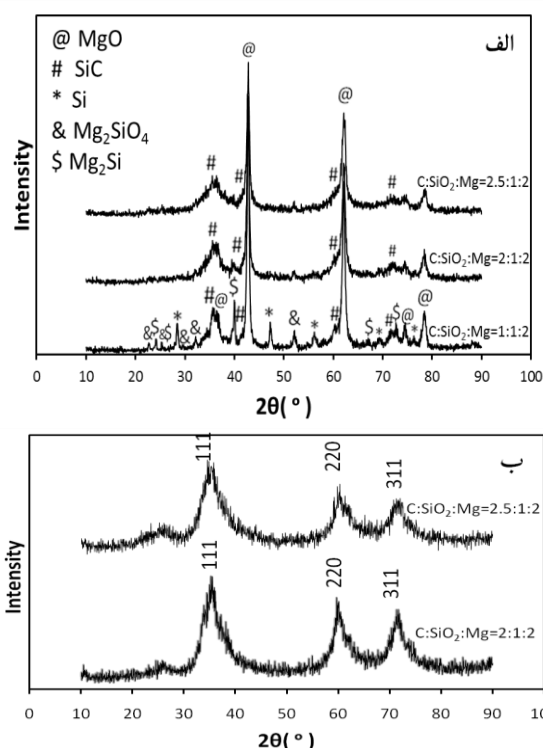 الف
@ MgO
# SiC
* Si
& Mg₂SiO₄
$ Mg₂Si
Intensity
@
@
# # # #
C:SiO₂:Mg=2.5:1:2
# # # #
C:SiO₂:Mg=2:1:2
& $ & $ * & & # @ $ # * & * # $ * # $ @ * @
C:SiO₂:Mg=1:1:2
0 10 20 30 40 50 60 70 80 90 100
2θ( ° )
ب
Intensity
111 220 311
C:SiO₂:Mg=2.5:1:2
111 220 311
C:SiO₂:Mg=2:1:2
0 10 20 30 40 50 60 70 80 90 100
2θ( ° )